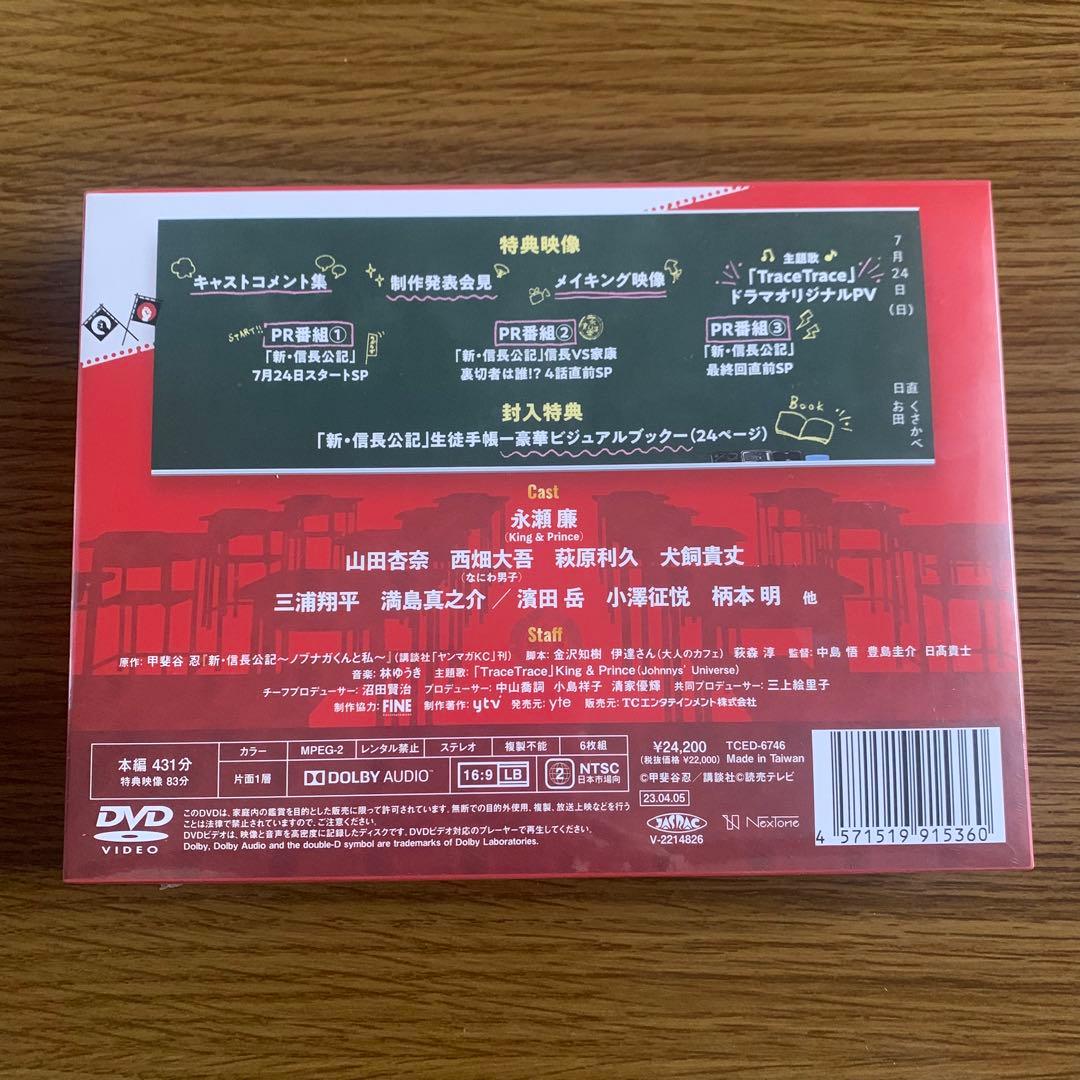 特典映像
キャストコメント集
制作発表会見
メイキング映像
主題歌
「TraceTrace」
ドラマオリジナルPV
START!!
PR番組①
「新・信長公記」
7月24日スタートSP
PR番組②
「新・信長公記」信長VS家康
裏切者は誰!? 4話直前SP
PR番組③
「新・信長公記」
最終回直前SP
7月24日(日)
日直 くさかべ
お田
封入特典
Book
「新・信長公記」生徒手帳ー豪華ビジュアルブックー(24ページ)
Cast
永瀬 廉
(King & Prince)
山田杏奈 西畑大吾 萩原利久 犬飼貴丈
(なにわ男子)
三浦翔平 満島真之介/濱田 岳 小澤征悦 柄本 明 他
Staff
原作: 甲斐谷 忍『新・信長公記〜ノブナガくんと私〜』(講談社「ヤンマガKC」刊) 脚本: 金沢知樹 伊達さん(大人のカフェ) 萩森 淳 監督: 中島 悟 豊島圭介 日髙貴士
音楽: 林ゆうき 主題歌:「TraceTrace」King & Prince(Johnnys' Universe)
チーフプロデューサー: 沼田賢治 プロデューサー: 中山喬詞 小島祥子 清家優輝 共同プロデューサー: 三上絵里子
制作協力: FINE Entertainment 制作著作: ytv 発売元: yte 販売元: TCエンタテインメント株式会社
本編 431分
特典映像 83分
カラー MPEG-2 レンタル禁止 ステレオ 複製不能 6枚組
片面1層 DOLBY AUDIO 16:9 LB 2 NTSC 日本市場向
¥24,200 TCED-6746
(税抜価格 ¥22,000) Made in Taiwan
©甲斐谷忍/講談社©読売テレビ
23.04.05
DVD
VIDEO
このDVDは、家庭内の鑑賞を目的とした販売に限って許可されています。無断での目的外使用、複製、放送上映などを行う
ことは法律で禁止されていますので、ご注意ください。
DVDビデオは、映像と音声を高密度に記録したディスクです。DVDビデオ対応のプレーヤーで再生してください。
Dolby, Dolby Audio and the double-D symbol are trademarks of Dolby Laboratories.
JASRAC
V-2214826
NexTone
4 571519 915360